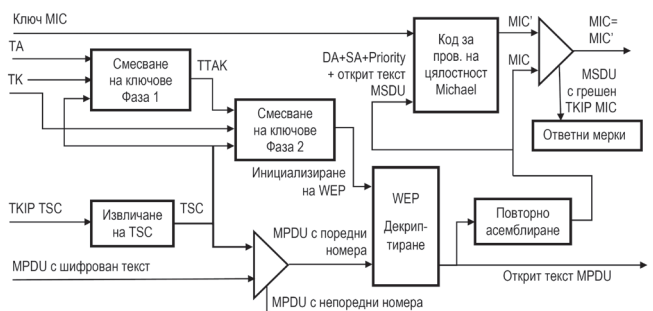 Ключ MIC
TA
TK
Смесване
на ключове
Фаза 1
TTAK
Смесване
на ключове
Фаза 2
DA+SA+Priority
+ открит текст
MSDU
Код за
пров. на
цялостност
Michael
MIC’
MIC
MIC=
MIC’
MSDU
с грешен
TKIP MIC
Ответни мерки
Инициализиране
на WEP
WEP
Декрип-
тиране
Повторно
асемблиране
TKIP TSC
Извличане
на TSC
TSC
MPDU с шифрован текст
MPDU с поредни
номера
MPDU с непоредни номера
Открит текст MPDU